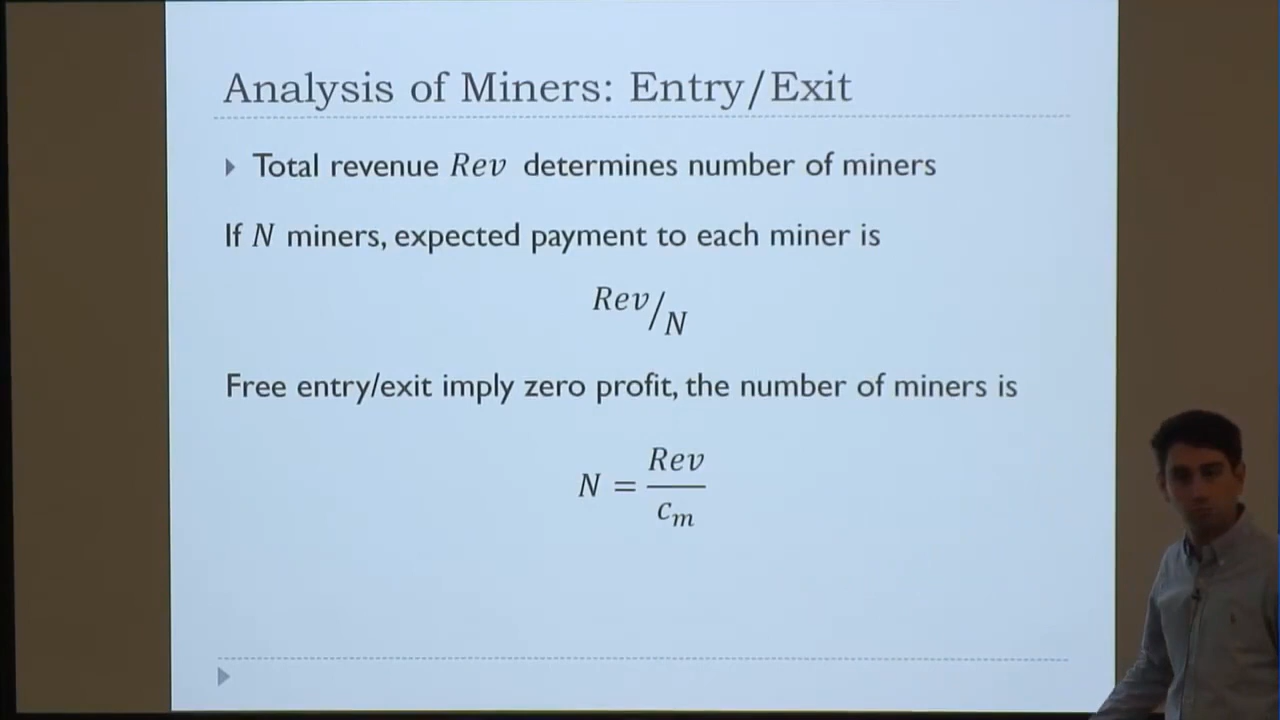 Analysis of Miners: Entry/Exit
Total revenue Rev determines number of miners
If N miners, expected payment to each miner is
Rev/N
Free entry/exit imply zero profit, the number of miners is
N = Rev
c_m